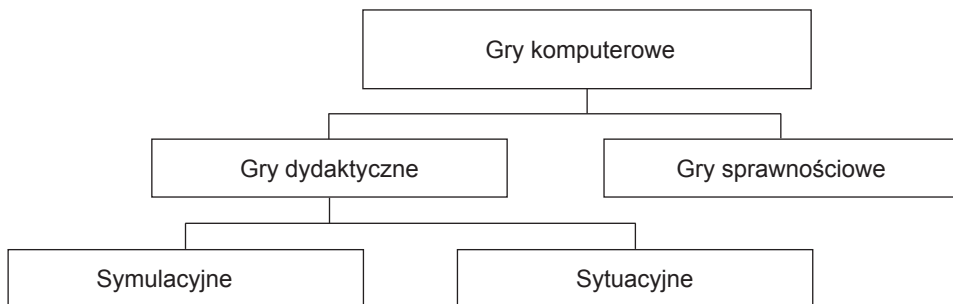 Gry komputerowe
Gry dydaktyczne
Gry sprawnościowe
Symulacyjne
Sytuacyjne